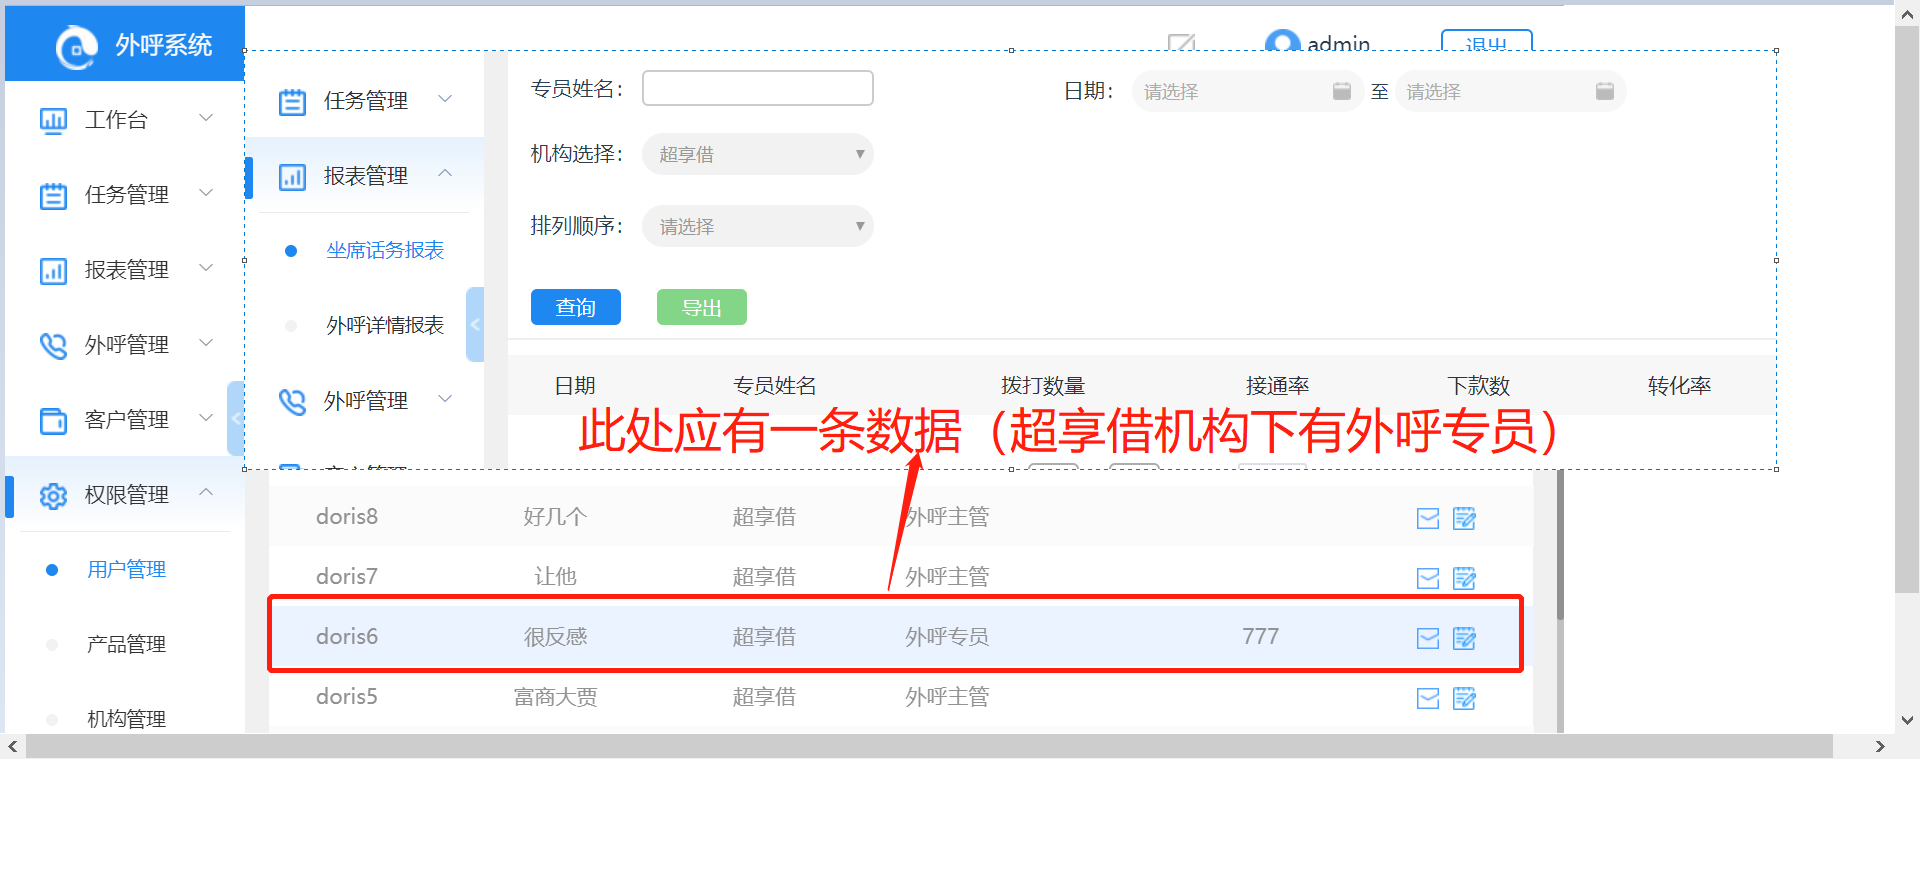 外呼系统
admin
退出
工作台
任务管理
报表管理
外呼管理
客户管理
权限管理
用户管理
产品管理
机构管理
任务管理
报表管理
坐席话务报表
外呼详情报表
外呼管理
专员姓名：
日期： 请选择 至 请选择
机构选择： 超享借
排列顺序： 请选择
查询 导出
日期 专员姓名 拨打数量 接通率 下款数 转化率
此处应有一条数据（超享借机构下有外呼专员）
doris8 好几个 超享借 外呼主管
doris7 让他 超享借 外呼主管
doris6 很反感 超享借 外呼专员 777
doris5 富商大贾 超享借 外呼主管